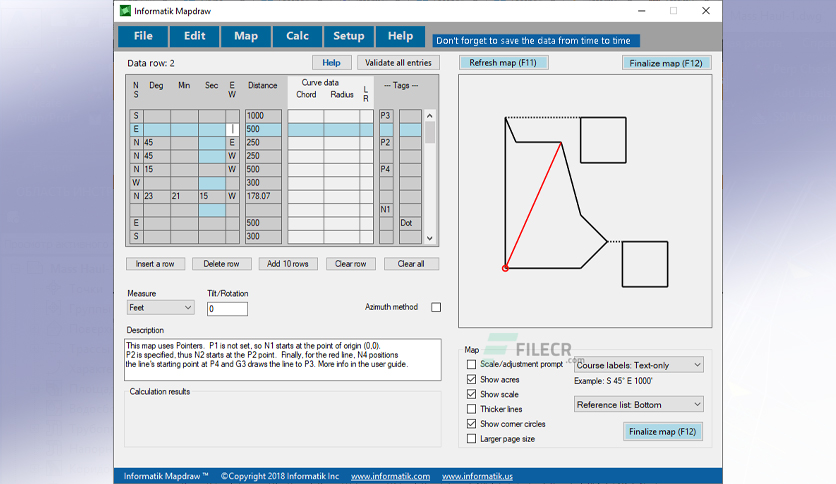 Informatik Mapdraw
File Edit Map Calc Setup Help Don't forget to save the data from time to time
Data row: 2 Help Validate all entries Refresh map (F11) Finalize map (F12)
N S Deg Min Sec E W Distance Curve data Chord Radius L R --- Tags ---
S 1000 P3
E 500
N 45 E 250 P2
N 45 W 250
N 15 W 500 P4
W 300
N 23 21 15 W 178.07
N1
E 500 Dot
S 300
Insert a row Delete row Add 10 rows Clear row Clear all
Measure Tilt/Rotation
Feet 0 Azimuth method
Description
This map uses Pointers. P1 is not set, so N1 starts at the point of origin (0,0).
P2 is specified, thus N2 starts at the P2 point. Finally, for the red line, N4 positions
the line's starting point at P4 and G3 draws the line to P3. More info in the user guide.
Calculation results
FILECR
.com
Map
Scale/adjustment prompt Course labels: Text-only
Show acres Example: S 45° E 1000'
Show scale
Thicker lines Reference list: Bottom
Show corner circles
Larger page size Finalize map (F12)
Informatik Mapdraw ™ ©Copyright 2018 Informatik Inc www.informatik.com www.informatik.us